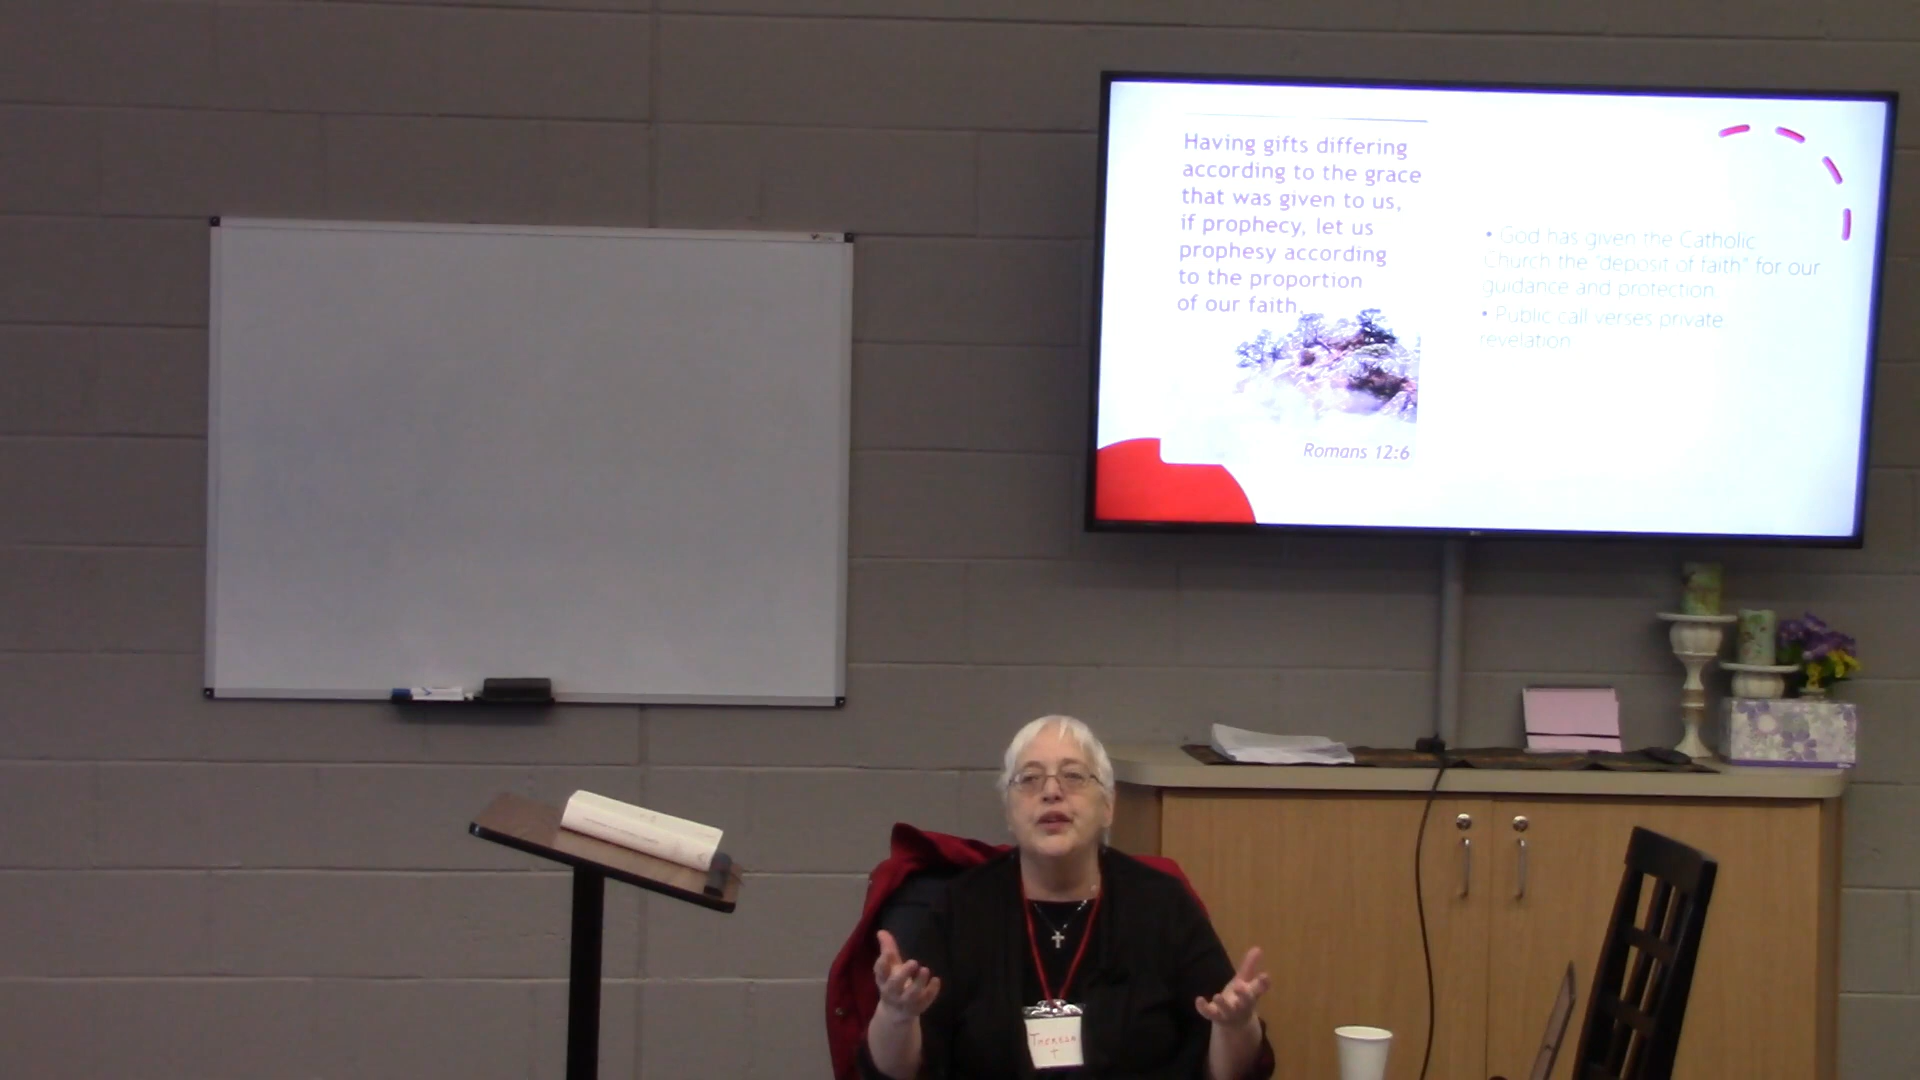 Having gifts differing
according to the grace
that was given to us,
if prophecy, let us
prophesy according
to the proportion
of our faith.
Romans 12:6
• God has given the Catholic
Church the "deposit of faith" for our
guidance and protection.
• Public call verses private
revelation
THERESA